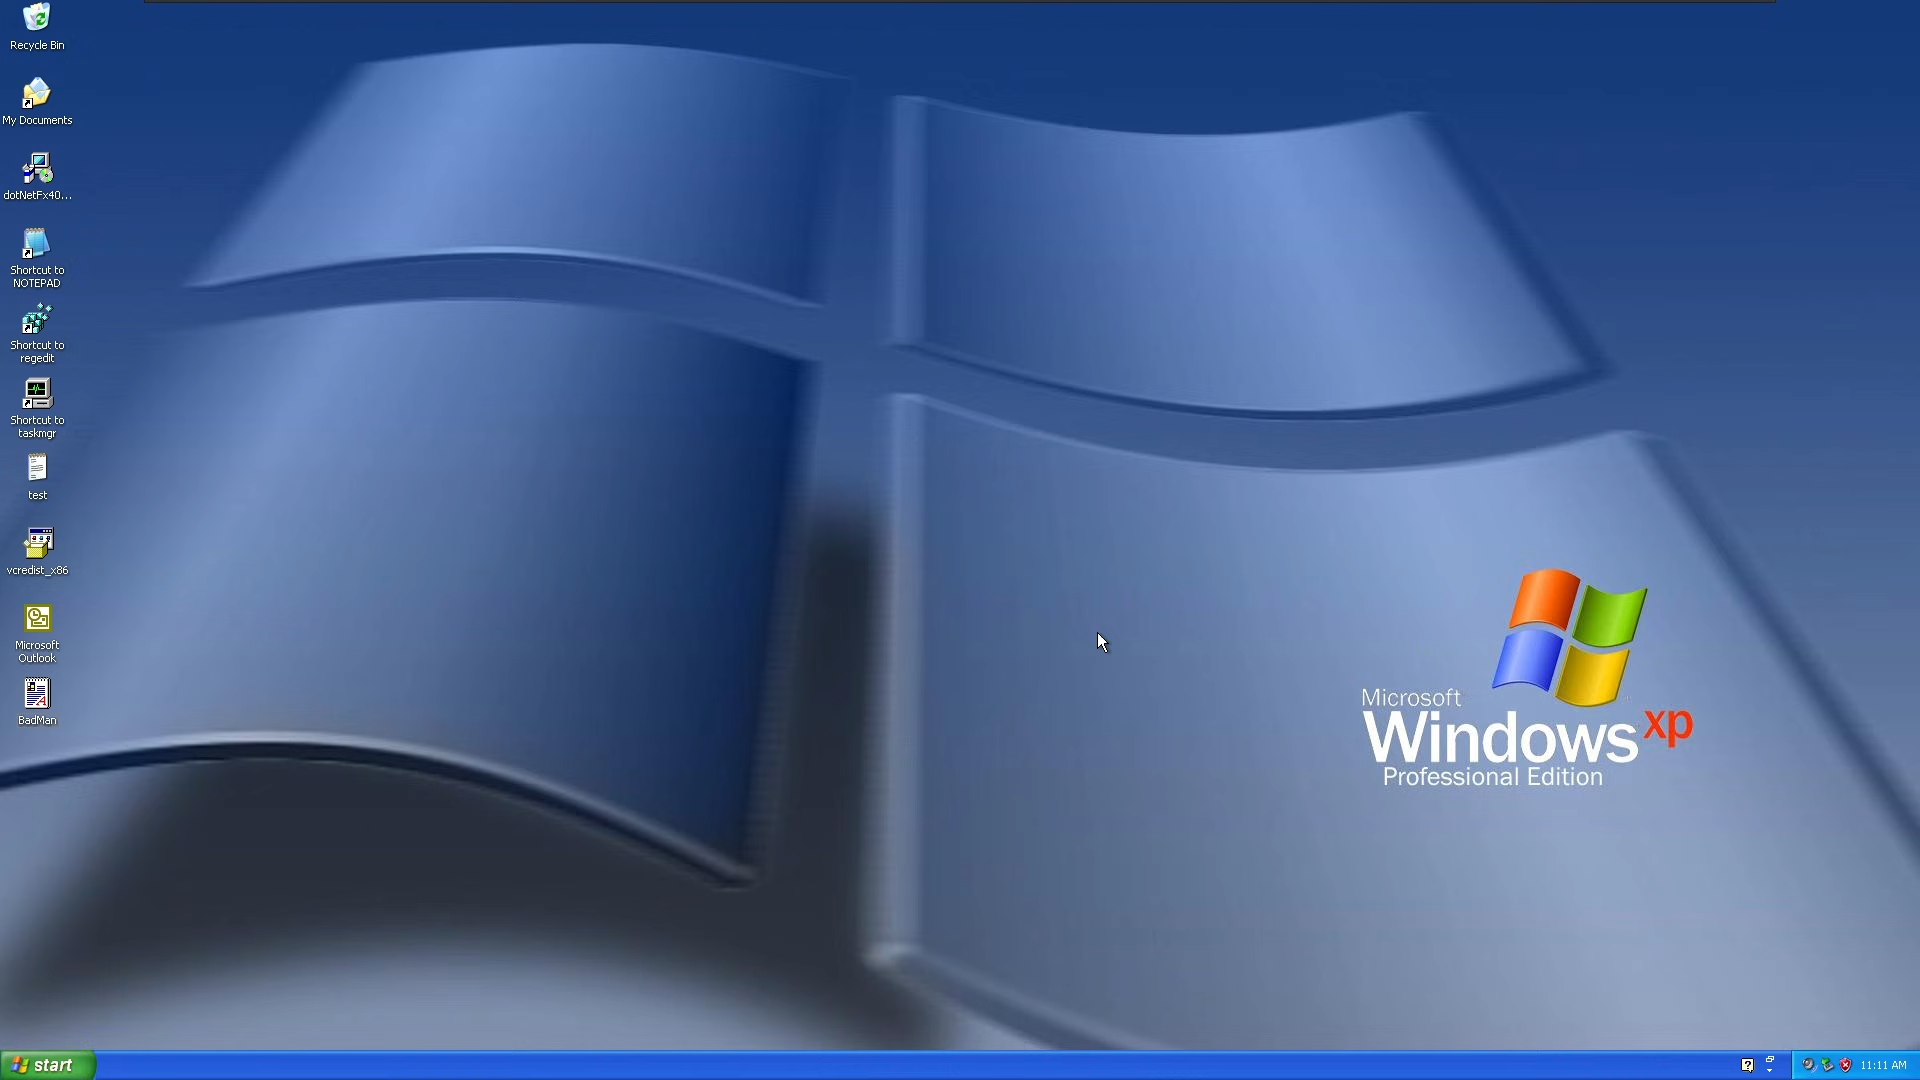 Recycle Bin
My Documents
dotNetFx40...
Shortcut to
NOTEPAD
Shortcut to
regedit
Shortcut to
taskmgr
test
vcredist_x86
Microsoft
Outlook
BadMan
Microsoft
Windows xp
Professional Edition
start
11:11 AM